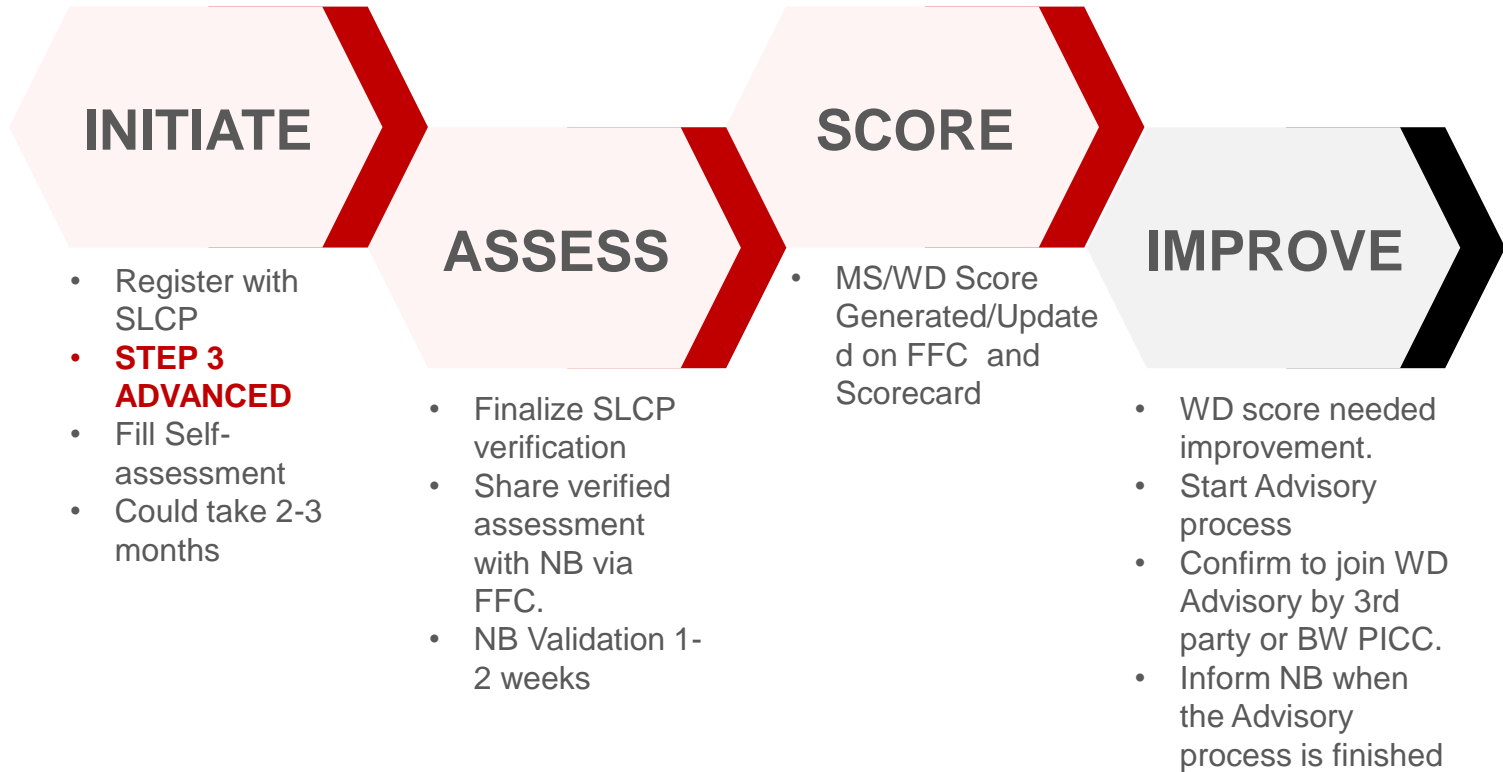 INITIATE
• Register with
SLCP
• STEP 3
ADVANCED
• Fill Self-
assessment
• Could take 2-3
months
ASSESS
• Finalize SLCP
verification
• Share verified
assessment
with NB via
FFC.
• NB Validation 1-
2 weeks
SCORE
• MS/WD Score
Generated/Update
d on FFC and
Scorecard
IMPROVE
• WD score needed
improvement.
• Start Advisory
process
• Confirm to join WD
Advisory by 3rd
party or BW PICC.
• Inform NB when
the Advisory
process is finished